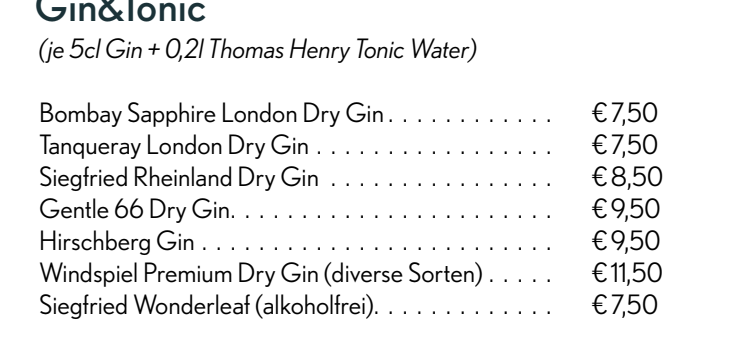 Gin&Tonic
(je 5cl Gin + 0,2l Thomas Henry Tonic Water)
Bombay Sapphire London Dry Gin . . . . . . . . . . . . € 7,50
Tanqueray London Dry Gin . . . . . . . . . . . . . . . . . € 7,50
Siegfried Rheinland Dry Gin . . . . . . . . . . . . . . . . € 8,50
Gentle 66 Dry Gin. . . . . . . . . . . . . . . . . . . . . . . € 9,50
Hirschberg Gin . . . . . . . . . . . . . . . . . . . . . . . . . € 9,50
Windspiel Premium Dry Gin (diverse Sorten) . . . . . € 11,50
Siegfried Wonderleaf (alkoholfrei). . . . . . . . . . . . . € 7,50